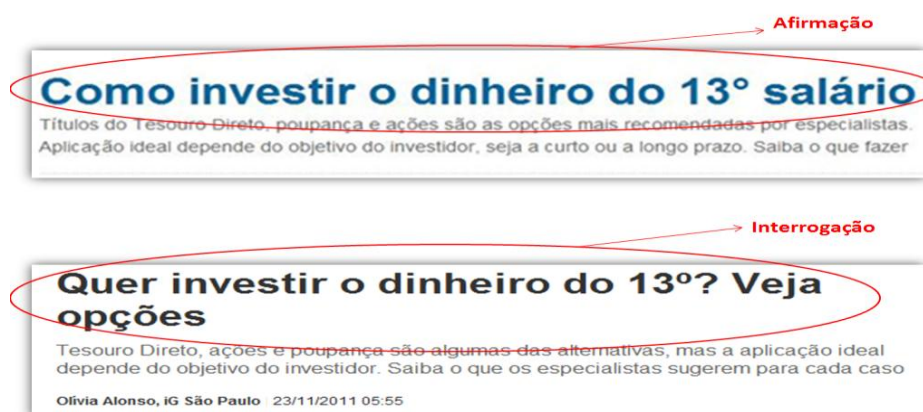 Afirmação
Como investir o dinheiro do 13° salário
Títulos do Tesouro Direto, poupança e ações são as opções mais recomendadas por especialistas.
Aplicação ideal depende do objetivo do investidor, seja a curto ou a longo prazo. Saiba o que fazer
Interrogação
Quer investir o dinheiro do 13º? Veja
opções
Tesouro Direto, ações e poupança são algumas das alternativas, mas a aplicação ideal
depende do objetivo do investidor. Saiba o que os especialistas sugerem para cada caso
Olívia Alonso, iG São Paulo | 23/11/2011 05:55